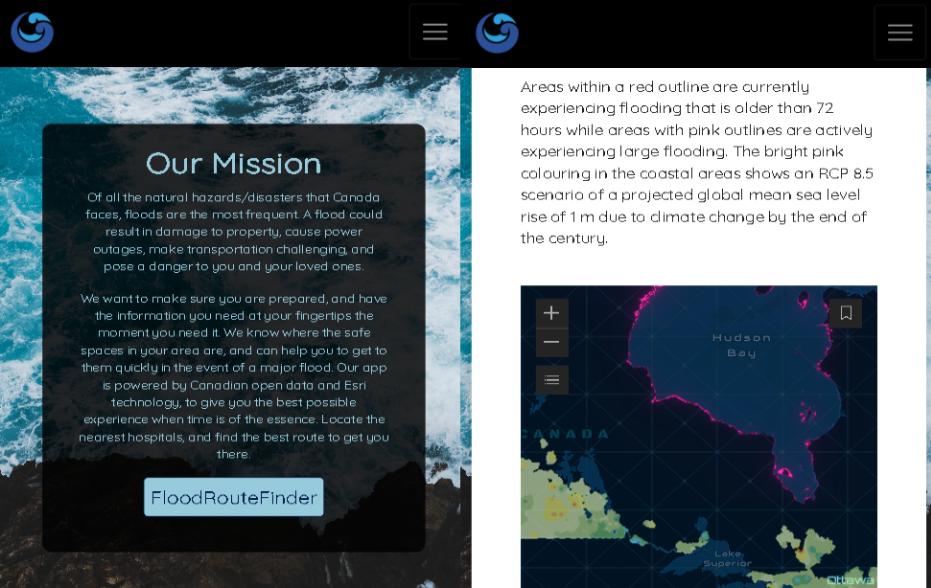 Our Mission
Of all the natural hazards/disasters that Canada
faces, floods are the most frequent. A flood could
result in damage to property, cause power
outages, make transportation challenging, and
pose a danger to you and your loved ones.
We want to make sure you are prepared, and have
the information you need at your fingertips the
moment you need it. We know where the safe
spaces in your area are, and can help you to get to
them quickly in the event of a major flood. Our app
is powered by Canadian open data and Esri
technology, to give you the best possible
experience when time is of the essence. Locate the
nearest hospitals, and find the best route to get you
there.
FloodRouteFinder
Areas within a red outline are currently
experiencing flooding that is older than 72
hours while areas with pink outlines are actively
experiencing large flooding. The bright pink
colouring in the coastal areas shows an RCP 8.5
scenario of a projected global mean sea level
rise of 1 m due to climate change by the end of
the century.
Hudson
Bay
CANADA
Lake
Superior
Ottawa